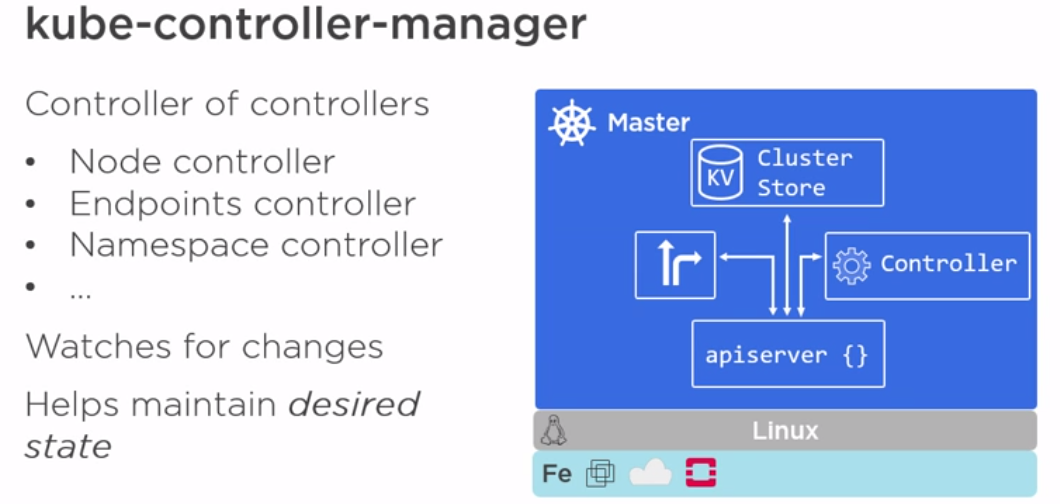 kube-controller-manager
Controller of controllers
• Node controller
• Endpoints controller
• Namespace controller
• ...
Watches for changes
Helps maintain desired
state
Master
KV
Cluster
Store
Controller
apiserver {}
Linux
Fe